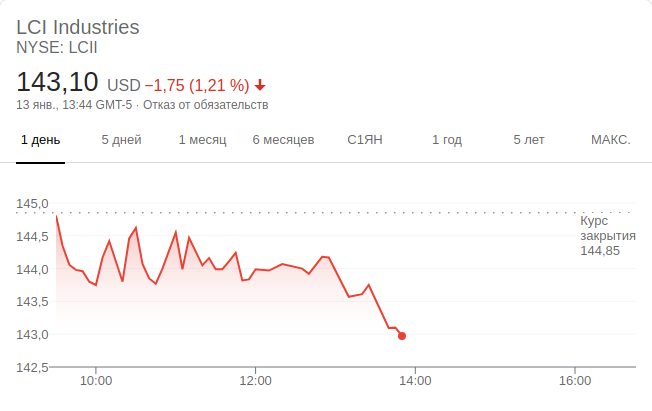 LCI Industries
NYSE: LCII
143,10 USD −1,75 (1,21 %)
13 янв., 13:44 GMT-5 · Отказ от обязательств
1 день 5 дней 1 месяц 6 месяцев С1ЯН 1 год 5 лет МАКС.
145,0
Курс
144,5
закрытия
144,85
144,0
143,5
143,0
142,5
10:00 12:00 14:00 16:00